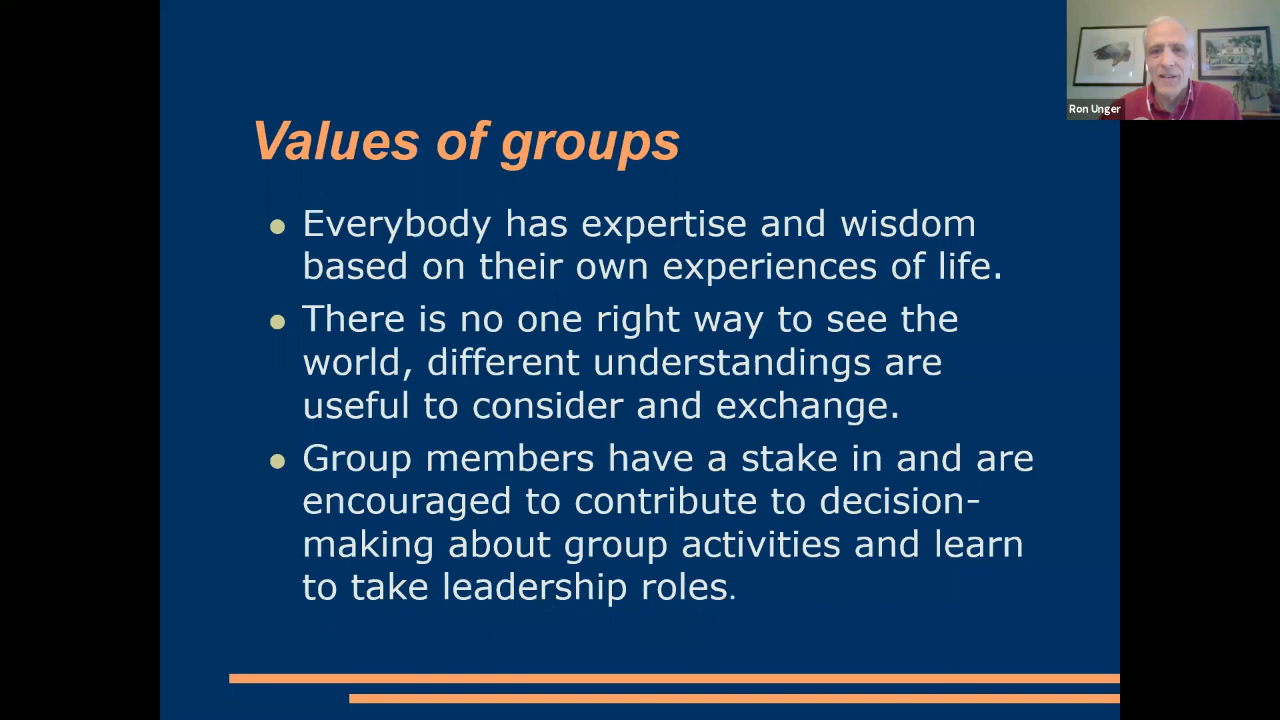 Ron Unger
Values of groups
● Everybody has expertise and wisdom
based on their own experiences of life.
● There is no one right way to see the
world, different understandings are
useful to consider and exchange.
● Group members have a stake in and are
encouraged to contribute to decision-
making about group activities and learn
to take leadership roles.